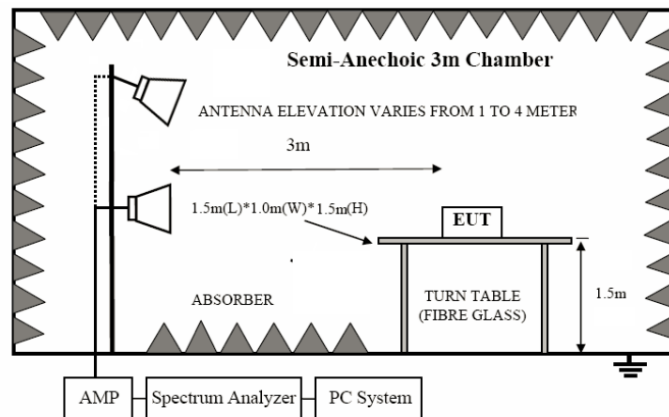 Semi-Anechoic 3m Chamber
ANTENNA ELEVATION VARIES FROM 1 TO 4 METER
3m
1.5m(L)*1.0m(W)*1.5m(H)
EUT
ABSORBER
TURN TABLE
(FIBRE GLASS)
1.5m
AMP
Spectrum Analyzer
PC System